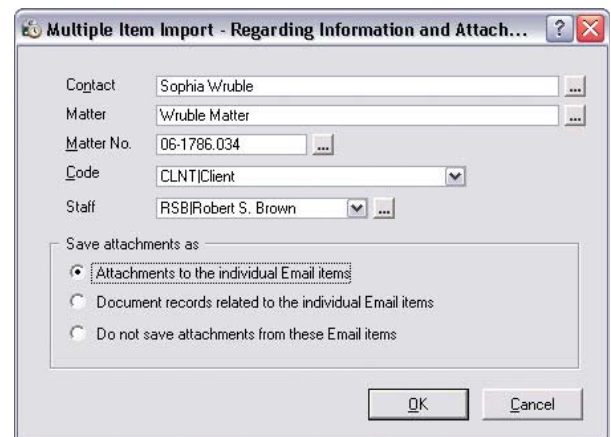 Multiple Item Import - Regarding Information and Attach...
Contact Sophia Wruble ...
Matter Wruble Matter ...
Matter No. 06-1786.034 ...
Code CLNT|Client
Staff RSB|Robert S. Brown ...
Save attachments as
Attachments to the individual Email items
Document records related to the individual Email items
Do not save attachments from these Email items
OK Cancel